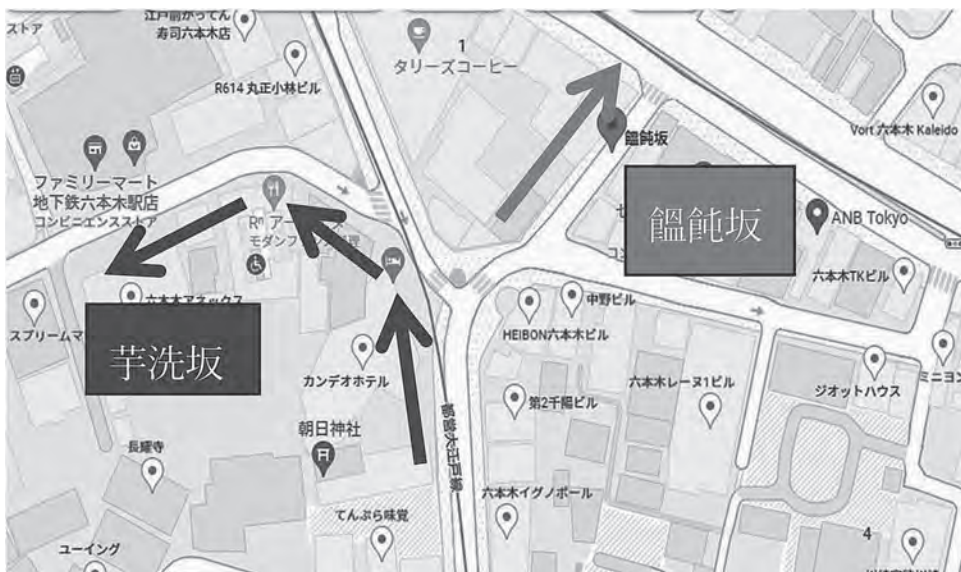 ストア
江戸前がってん
寿司六本木店
R614 丸正小林ビル
1
タリーズコーヒー
饂飩坂
Vort 六本木 Kaleido
ファミリーマート
地下鉄六本木駅店
コンビニエンスストア
饂飩坂
ANB Tokyo
六本木TKビル
六本木アネックス
芋洗坂
中野ビル
HEIBON六本木ビル
カンデオホテル
六本木レーヌ1ビル
ジオットハウス
ミニヨン
第2千陽ビル
朝日神社
都営大江戸線
長耀寺
てんぷら味覚
六本木イグノポール
ユーイング
4